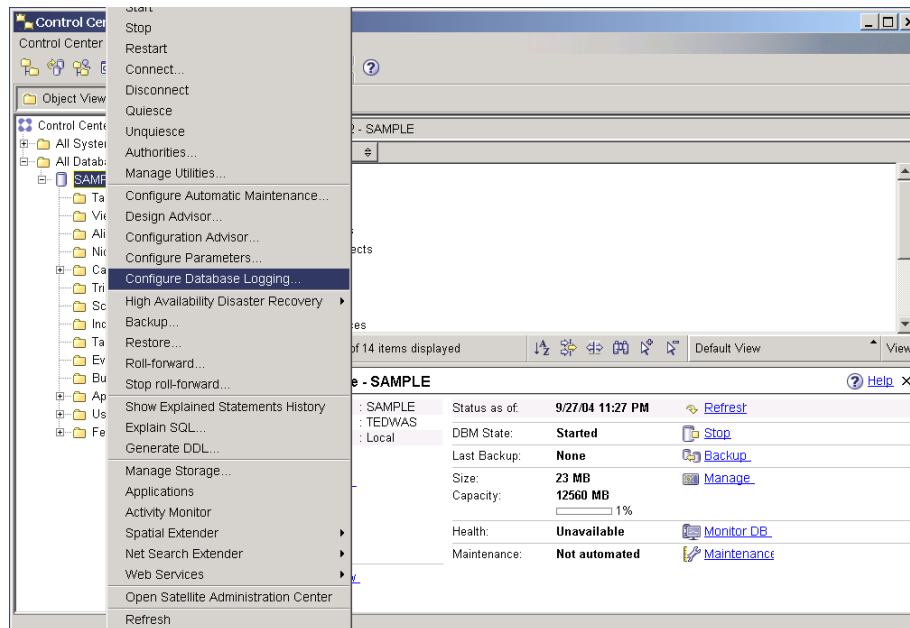 Control Cen
Control Center
Object View
Control Cente
All Syster
All Datab
SAMP
Ta
Vie
Ali
Nic
Ca
Tri
Sc
Inc
Ta
Ev
Bu
Ap
Us
Fe
Start
Stop
Restart
Connect...
Disconnect
Quiesce
Unquiesce
Authorities...
Manage Utilities...
Configure Automatic Maintenance...
Design Advisor...
Configuration Advisor...
Configure Parameters...
Configure Database Logging...
High Availability Disaster Recovery
Backup...
Restore...
Roll-forward...
Stop roll-forward...
Show Explained Statements History
Explain SQL...
Generate DDL...
Manage Storage...
Applications
Activity Monitor
Spatial Extender
Net Search Extender
Web Services
Open Satellite Administration Center
Refresh
2 - SAMPLE
s
ects
ces
of 14 items displayed
Default View
View
e - SAMPLE
Help
: SAMPLE
: TEDWAS
: Local
w
Status as of: 9/27/04 11:27 PM Refresh
DBM State: Started Stop
Last Backup: None Backup
Size: 23 MB Manage
Capacity: 12560 MB
1%
Health: Unavailable Monitor DB
Maintenance: Not automated Maintenance